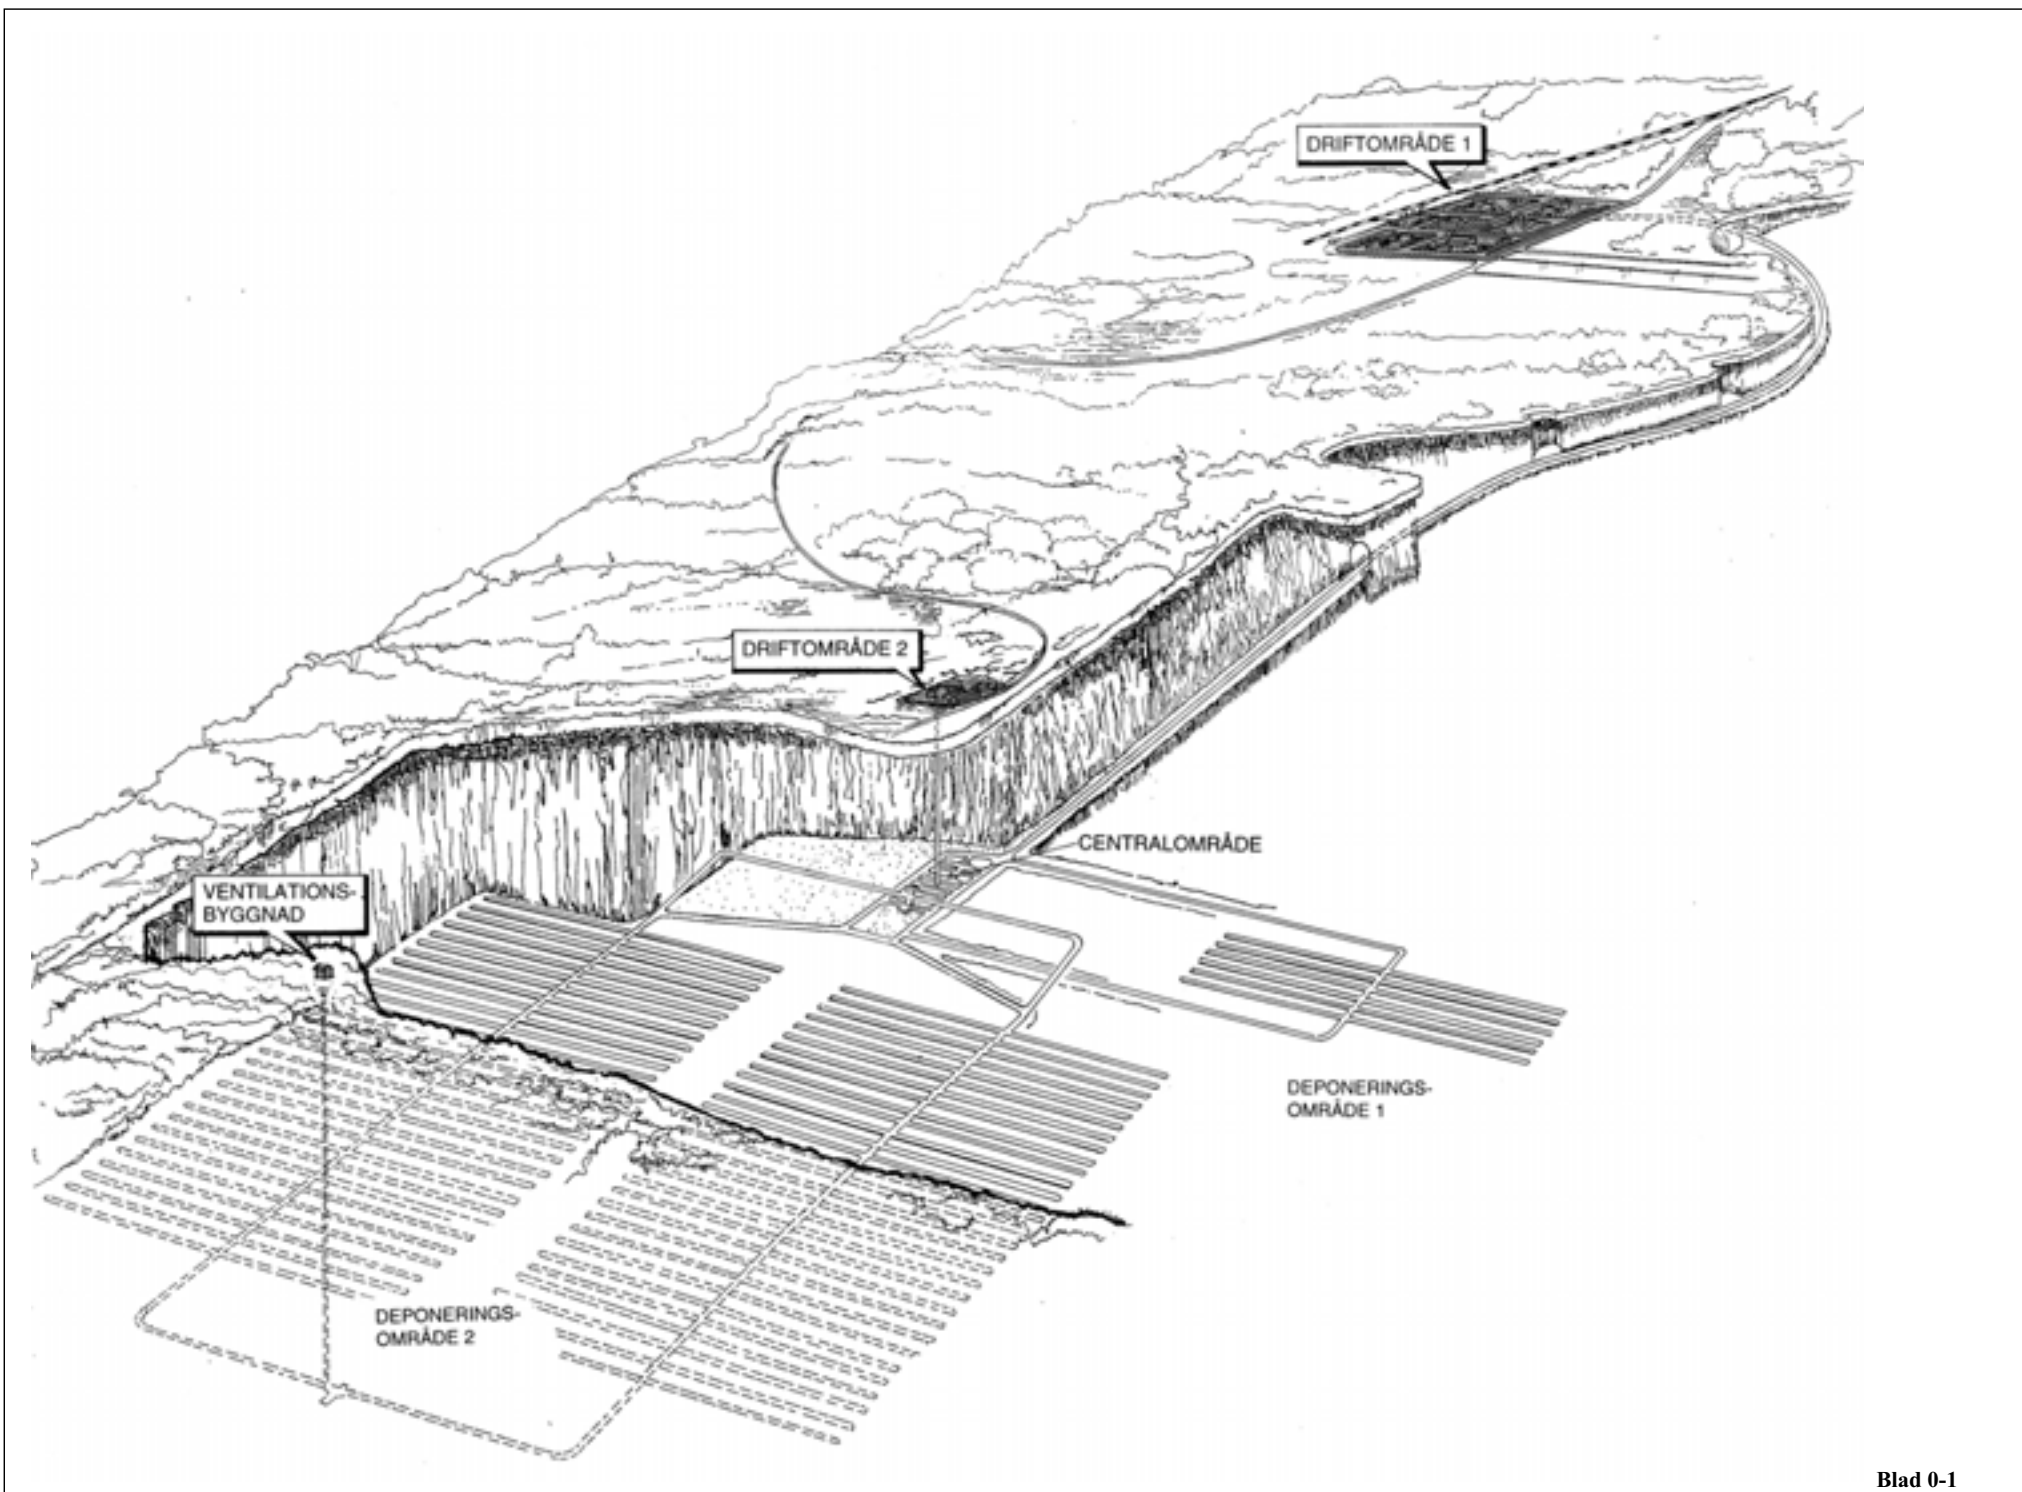 DRIFTOMRÅDE 1
DRIFTOMRÅDE 2
CENTRALOMRÅDE
VENTILATIONS-
BYGGNAD
DEPONERINGS-
OMRÅDE 1
DEPONERINGS-
OMRÅDE 2
Blad 0-1